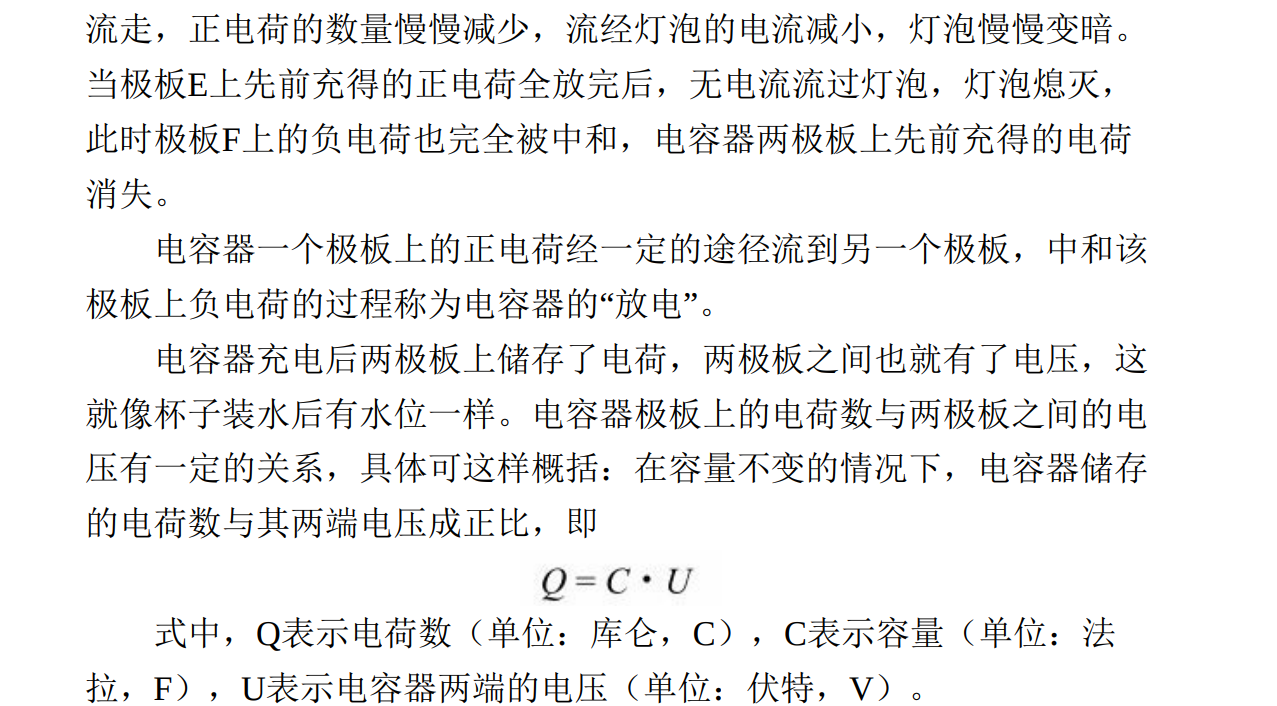 流走，正电荷的数量慢慢减少，流经灯泡的电流减小，灯泡慢慢变暗。
当极板E上先前充得的正电荷全放完后，无电流流过灯泡，灯泡熄灭，
此时极板F上的负电荷也完全被中和，电容器两极板上先前充得的电荷
消失。
电容器一个极板上的正电荷经一定的途径流到另一个极板，中和该
极板上负电荷的过程称为电容器的“放电”。
电容器充电后两极板上储存了电荷，两极板之间也就有了电压，这
就像杯子装水后有水位一样。电容器极板上的电荷数与两极板之间的电
压有一定的关系，具体可这样概括：在容量不变的情况下，电容器储存
的电荷数与其两端电压成正比，即
Q = C • U
式中，Q表示电荷数（单位：库仑，C），C表示容量（单位：法
拉，F），U表示电容器两端的电压（单位：伏特，V）。